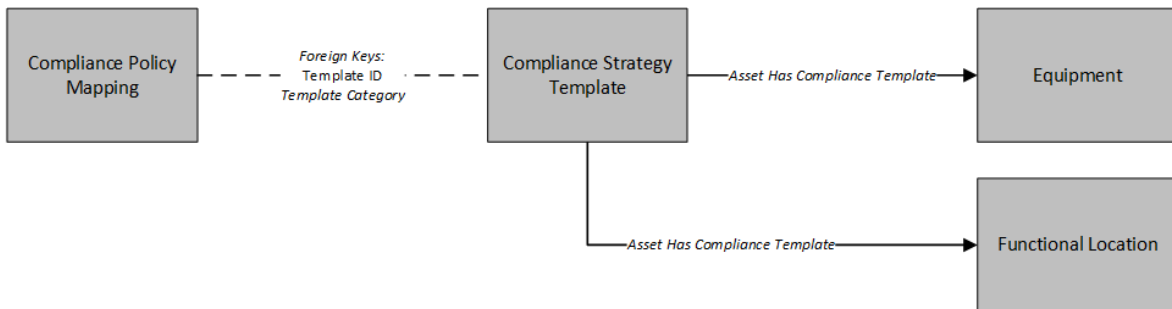 Compliance Policy
Mapping
Foreign Keys:
Template ID
Template Category
Compliance Strategy
Template
Asset Has Compliance Template
Equipment
Asset Has Compliance Template
Functional Location